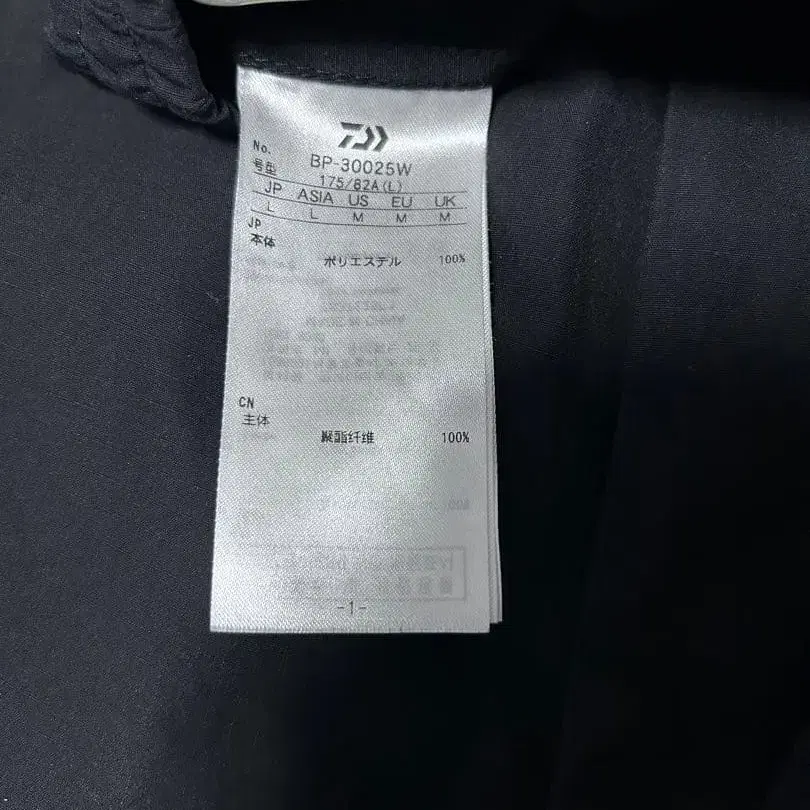 No. BP-30025W
号型 175/82A(L)
JP ASIA US EU UK
L L M M M
JP
本体
ポリエステル 100%
CN
主体
聚酯纤维 100%
-1-